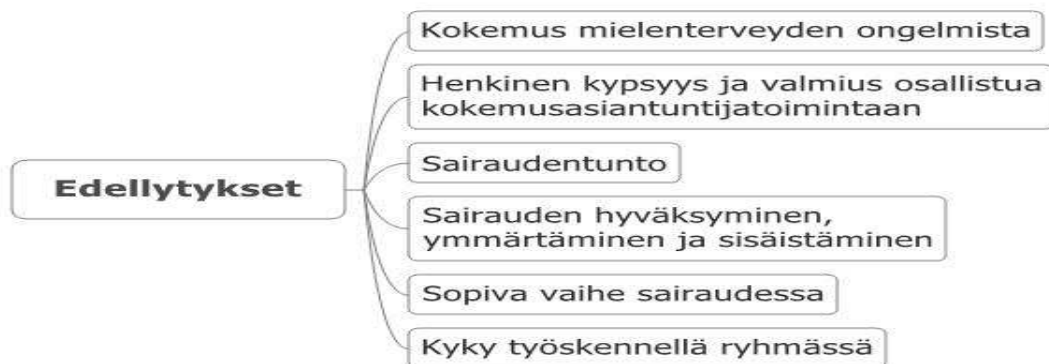 Edellytykset
Kokemus mielenterveyden ongelmista
Henkinen kypsyys ja valmius osallistua
kokemusasiantuntijatoimintaan
Sairaudentunto
Sairauden hyväksyminen,
ymmärtäminen ja sisäistäminen
Sopiva vaihe sairaudessa
Kyky työskennellä ryhmässä